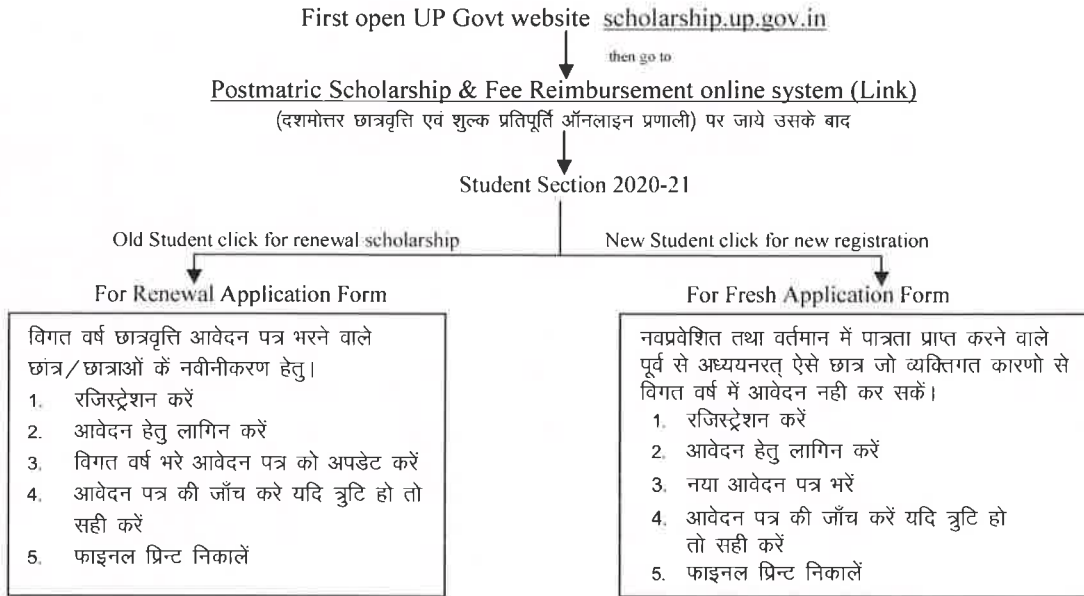 First open UP Govt website scholarship.up.gov.in
then go to
Postmatric Scholarship & Fee Reimbursement online system (Link)
(दशमोत्तर छात्रवृत्ति एवं शुल्क प्रतिपूर्ति ऑनलाइन प्रणाली) पर जाये उसके बाद
Student Section 2020-21
Old Student click for renewal scholarship
For Renewal Application Form
विगत वर्ष छात्रवृत्ति आवेदन पत्र भरने वाले
छांत्र/छात्राओं कें नवीनीकरण हेतु।
1. रजिस्ट्रेशन करें
2. आवेदन हेतु लागिन करें
3. विगत वर्ष भरे आवेदन पत्र को अपडेट करें
4. आवेदन पत्र की जाँच करे यदि त्रुटि हो तो
सही करें
5. फाइनल प्रिन्ट निकालें
New Student click for new registration
For Fresh Application Form
नवप्रवेशित तथा वर्तमान में पात्रता प्राप्त करने वाले
पूर्व से अध्ययनरत् ऐसे छात्र जो व्यक्तिगत कारणो से
विगत वर्ष में आवेदन नही कर सकें।
1. रजिस्ट्रेशन करें
2. आवेदन हेतु लागिन करें
3. नया आवेदन पत्र भरें
4. आवेदन पत्र की जाँच करें यदि त्रुटि हो
तो सही करें
5. फाइनल प्रिन्ट निकालें